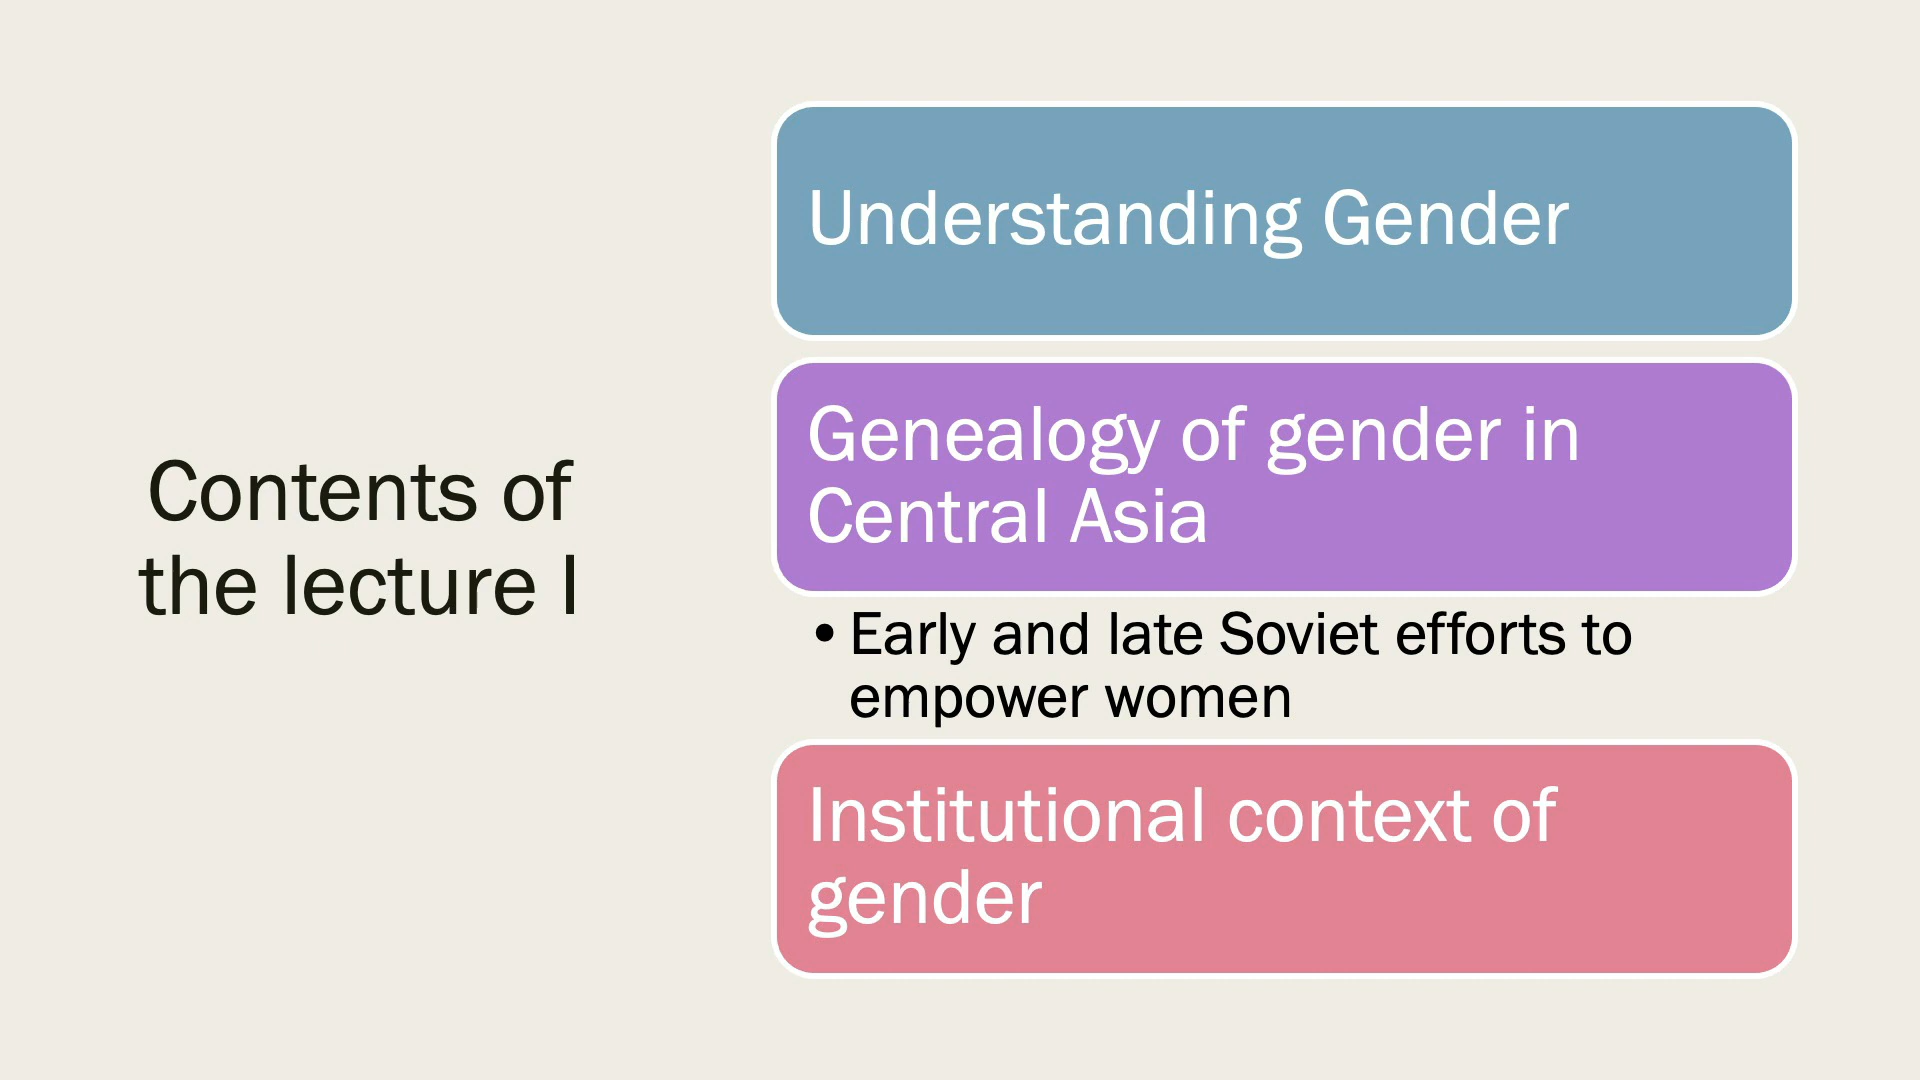 Contents of
the lecture I
Understanding Gender
Genealogy of gender in
Central Asia
• Early and late Soviet efforts to
empower women
Institutional context of
gender